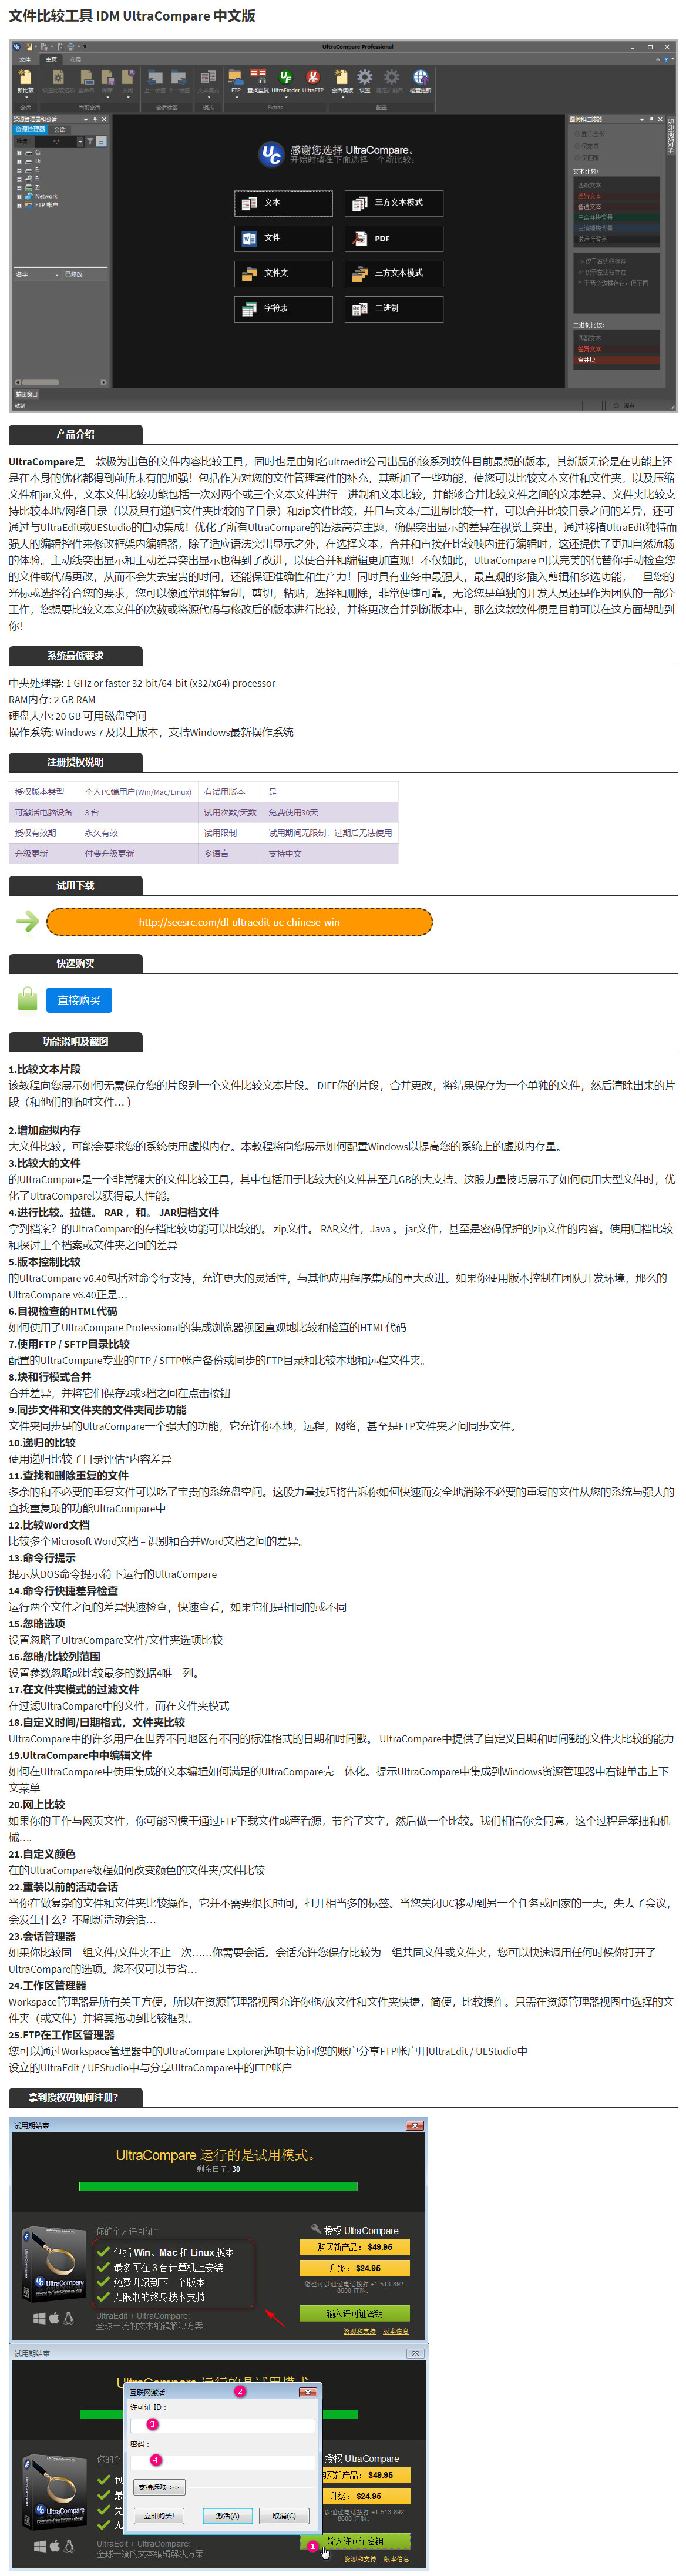 文件比较工具 IDM UltraCompare 中文版
UltraCompare Professional
文件 主页 布局
新比较
FTP 查找重复 UltraFinder UltraFTP 会话模板 设置 检查更新
会话 当前会话 会话标签 模式 Extras 配置
资源管理器和会话
资源管理器 会话
C:
D:
E:
F:
Z:
Network
FTP 帐户
名字 已修改
感谢您选择 UltraCompare。
开始时请在下面选择一个新比较。
文本 三方文本模式
文件 PDF
文件夹 三方文本模式
字符表 二进制
图例和过滤器
文本比较:
匹配文本
差异文本
普通文本
已合并块背景
已编辑块背景
二进制比较:
匹配文本
差异文本
合并块
输出窗口
就绪
产品介绍
UltraCompare是一款极为出色的文件内容比较工具，同时也是由知名ultraedit公司出品的该系列软件目前最想的版本，其新版无论是在功能上还
是在本身的优化都得到前所未有的加强！包括作为对您的文件管理套件的补充，其新加了一些功能，使您可以比较文本文件和文件夹，以及压缩
文件和jar文件，文本文件比较功能包括一次对两个或三个文本文件进行二进制和文本比较，并能够合并比较文件之间的文本差异。文件夹比较支
持比较本地/网络目录（以及具有递归文件夹比较的子目录）和zip文件比较，并且与文本/二进制比较一样，可以合并比较目录之间的差异，还可
通过与UltraEdit或UEStudio的自动集成！优化了所有UltraCompare的语法高亮主题，确保突出显示的差异在视觉上突出，通过移植UltraEdit独特而
强大的编辑控件来修改框架内编辑器，除了适应语法突出显示之外，在选择文本，合并和直接在比较帧内进行编辑时，这还提供了更加自然流畅
的体验。主动线突出显示和主动差异突出显示也得到了改进，以使合并和编辑更加直观！不仅如此，UltraCompare 可以完美的代替你手动检查您
的文件或代码更改，从而不会失去宝贵的时间，还能保证准确性和生产力！同时具有业务中最强大，最直观的多插入剪辑和多选功能，一旦您的
光标或选择符合您的要求，您可以像通常那样复制，剪切，粘贴，选择和删除，非常便捷可靠，无论您是单独的开发人员还是作为团队的一部分
工作，您想要比较文本文件的次数或将源代码与修改后的版本进行比较，并将更改合并到新版本中，那么这款软件便是目前可以在这方面帮助到
你！
系统最低要求
中央处理器: 1 GHz or faster 32-bit/64-bit (x32/x64) processor
RAM内存: 2 GB RAM
硬盘大小: 20 GB 可用磁盘空间
操作系统: Windows 7 及以上版本，支持Windows最新操作系统
注册授权说明
授权版本类型 个人PC端用户(Win/Mac/Linux) 有试用版本 是
可激活电脑设备 3 台 试用次数/天数 免费使用30天
授权有效期 永久有效 试用限制 试用期间无限制，过期后无法使用
升级更新 付费升级更新 多语言 支持中文
试用下载
http://seesrc.com/dl-ultraedit-uc-chinese-win
快速购买
直接购买
功能说明及截图
1.比较文本片段
该教程向您展示如何无需保存您的片段到一个文件比较文本片段。 DIFF你的片段，合并更改，将结果保存为一个单独的文件，然后清除出来的片
段（和他们的临时文件… ）
2.增加虚拟内存
大文件比较，可能会要求您的系统使用虚拟内存。本教程将向您展示如何配置Windows以提高您的系统上的虚拟内存量。
3.比较大的文件
的UltraCompare是一个非常强大的文件比较工具，其中包括用于比较大的文件甚至几GB的大支持。这股力量技巧展示了如何使用大型文件时，优
化了UltraCompare以获得最大性能。
4.进行比较。拉链。 RAR ，和。 JAR归档文件
拿到档案？的UltraCompare的存档比较功能可以比较的。 zip文件。 RAR文件，Java 。 jar文件，甚至是密码保护的zip文件的内容。使用归档比较
和探讨上个档案或文件夹之间的差异
5.版本控制比较
的UltraCompare v6.40包括对命令行支持，允许更大的灵活性，与其他应用程序集成的重大改进。如果你使用版本控制在团队开发环境，那么的
UltraCompare v6.40正是…
6.目视检查的HTML代码
如何使用了UltraCompare Professional的集成浏览器视图直观地比较和检查的HTML代码
7.使用FTP / SFTP目录比较
配置的UltraCompare专业的FTP / SFTP帐户备份或同步的FTP目录和比较本地和远程文件夹。
8.块和行模式合并
合并差异，并将它们保存2或3档之间在点击按钮
9.同步文件和文件夹的文件夹同步功能
文件夹同步是的UltraCompare一个强大的功能，它允许你本地，远程，网络，甚至是FTP文件夹之间同步文件。
10.递归的比较
使用递归比较子目录评估“内容差异
11.查找和删除重复的文件
多余的和不必要的重复文件可以吃了宝贵的系统盘空间。这股力量技巧将告诉你如何快速而安全地消除不必要的重复的文件从您的系统与强大的
查找重复项的功能UltraCompare中
12.比较Word文档
比较多个Microsoft Word文档 – 识别和合并Word文档之间的差异。
13.命令行提示
提示从DOS命令提示符下运行的UltraCompare
14.命令行快捷差异检查
运行两个文件之间的差异快速检查，快速查看，如果它们是相同的或不同
15.忽略选项
设置忽略了UltraCompare文件/文件夹选项比较
16.忽略/比较列范围
设置参数忽略或比较最多的数据4唯一列。
17.在文件夹模式的过滤文件
在过滤UltraCompare中的文件，而在文件夹模式
18.自定义时间/日期格式，文件夹比较
UltraCompare中的许多用户在世界不同地区有不同的标准格式的日期和时间戳。 UltraCompare中提供了自定义日期和时间戳的文件夹比较的能力
19.UltraCompare中中编辑文件
如何在UltraCompare中使用集成的文本编辑如何满足的UltraCompare壳一体化。提示UltraCompare中集成到Windows资源管理器中右键单击上下
文菜单
20.网上比较
如果你的工作与网页文件，你可能习惯于通过FTP下载文件或查看源，节省了文字，然后做一个比较。我们相信你会同意，这个过程是笨拙和机
械….
21.自定义颜色
在的UltraCompare教程如何改变颜色的文件夹/文件比较
22.重装以前的活动会话
当你在做复杂的文件和文件夹比较操作，它并不需要很长时间，打开相当多的标签。当您关闭UC移动到另一个任务或回家的一天，失去了会议，
会发生什么？不刷新活动会话…
23.会话管理器
如果你比较同一组文件/文件夹不止一次……你需要会话。会话允许您保存比较为一组共同文件或文件夹，您可以快速调用任何时候你打开了
UltraCompare的选项。您不仅可以节省…
24.工作区管理器
Workspace管理器是所有关于方便，所以在资源管理器视图允许你拖/放文件和文件夹快捷，简便，比较操作。只需在资源管理器视图中选择的文
件夹（或文件）并将其拖动到比较框架。
25.FTP在工作区管理器
您可以通过Workspace管理器中的UltraCompare Explorer选项卡访问您的账户分享FTP帐户用UltraEdit / UEStudio中
设立的UltraEdit / UEStudio中与分享UltraCompare中的FTP帐户
拿到授权码如何注册?
试用期结束
UltraCompare 运行的是试用模式。
剩余日子: 30
你的个人许可证:
包括 Win、Mac 和 Linux 版本
最多可在 3 台计算机上安装
免费升级到下一个版本
无限制的终身技术支持
UltraEdit + UltraCompare:
全球一流的文本编辑解决方案
授权 UltraCompare
购买新产品: $49.95
升级: $24.95
您也可以通过电话拨打 +1-513-892-
8600 订购。
输入许可证密钥
资源和支持 版本信息
试用期结束
互联网激活 2
许可证 ID：
3
密码：
4
支持选项 >>
立即购买! 激活(A) 取消(C)
授权 UltraCompare
购买新产品: $49.95
升级: $24.95
1 输入许可证密钥
UltraEdit + UltraCompare:
全球一流的文本编辑解决方案
资源和支持 版本信息